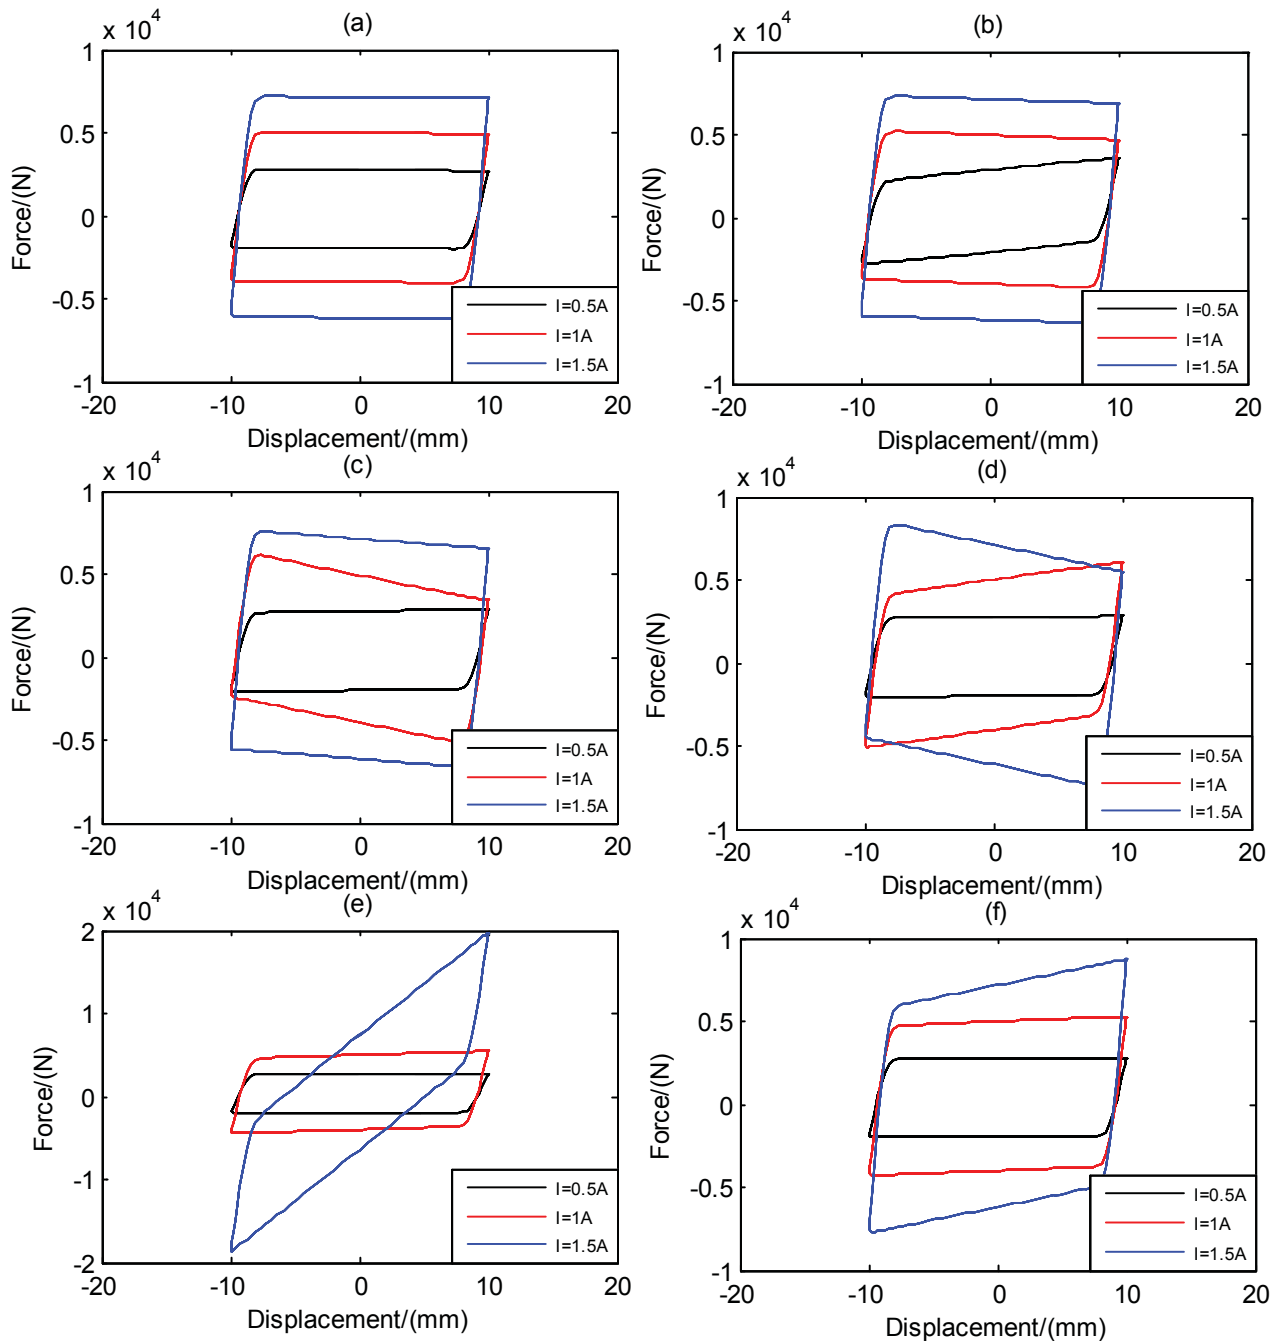 (a)
x 10^4
1
0.5
0
-0.5
-1
Force/(N)
-20
-10
0
10
20
Displacement/(mm)
I=0.5A
I=1A
I=1.5A
(b)
x 10^4
1
0.5
0
-0.5
-1
Force/(N)
-20
-10
0
10
20
Displacement/(mm)
I=0.5A
I=1A
I=1.5A
(c)
x 10^4
1
0.5
0
-0.5
-1
Force/(N)
-20
-10
0
10
20
Displacement/(mm)
I=0.5A
I=1A
I=1.5A
(d)
x 10^4
1
0.5
0
-0.5
-1
Force/(N)
-20
-10
0
10
20
Displacement/(mm)
I=0.5A
I=1A
I=1.5A
(e)
x 10^4
2
1
0
-1
-2
Force/(N)
-20
-10
0
10
20
Displacement/(mm)
I=0.5A
I=1A
I=1.5A
(f)
x 10^4
1
0.5
0
-0.5
-1
Force/(N)
-20
-10
0
10
20
Displacement/(mm)
I=0.5A
I=1A
I=1.5A